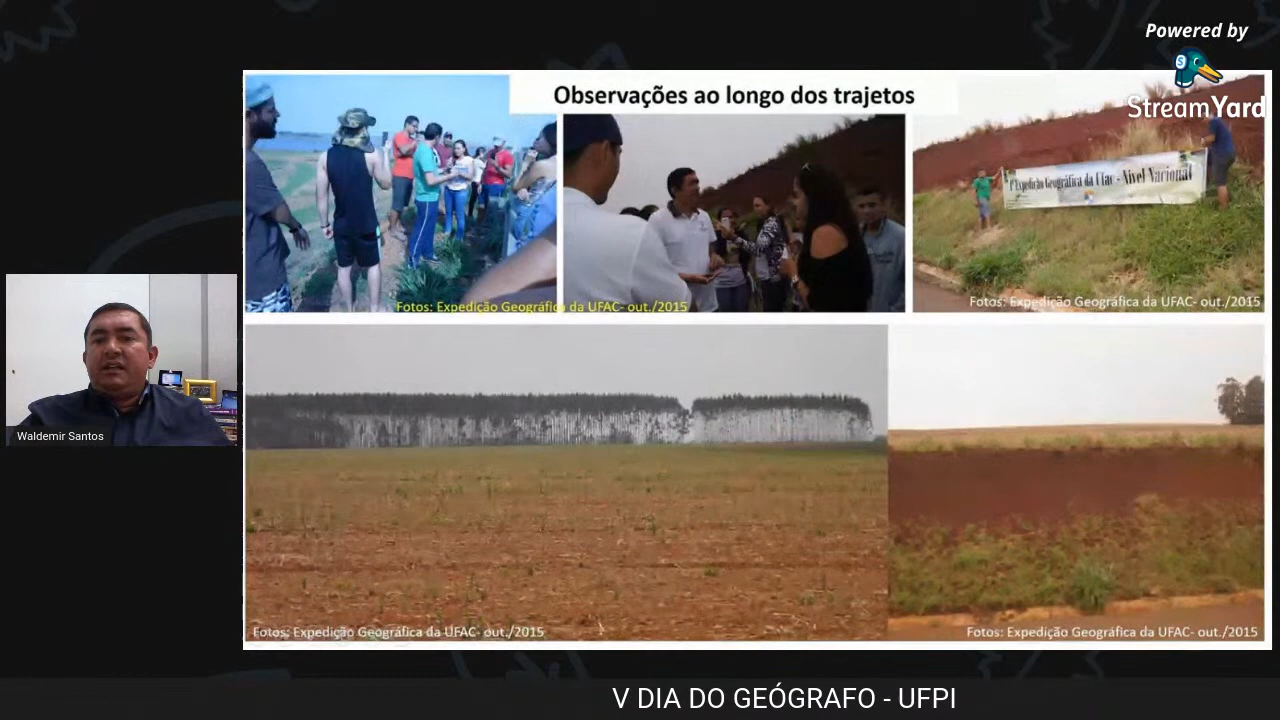 Powered by
StreamYard
Observações ao longo dos trajetos
1ª Expedição Geográfica da Ufac - Nível Nacional
Fotos: Expedição Geográfica da UFAC- out./2015
Fotos: Expedição Geográfica da UFAC- out./2015
Waldemir Santos
Fotos: Expedição Geográfica da UFAC- out./2015
Fotos: Expedição Geográfica da UFAC- out./2015
V DIA DO GEÓGRAFO - UFPI